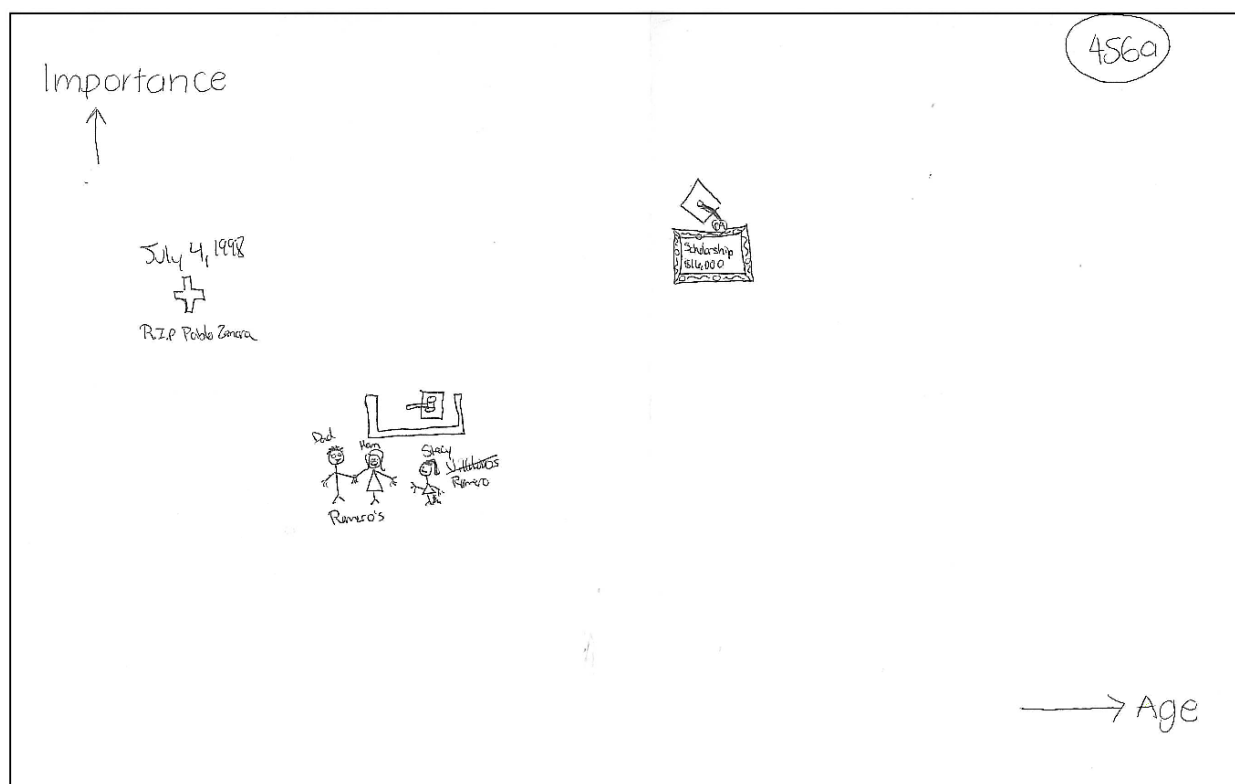 456a
Importance
July 4, 1998
R.I.P Pablo Zamora
Scholarship
$16,000
Dad
Mom
Stacy
Romero
Romero's
Age